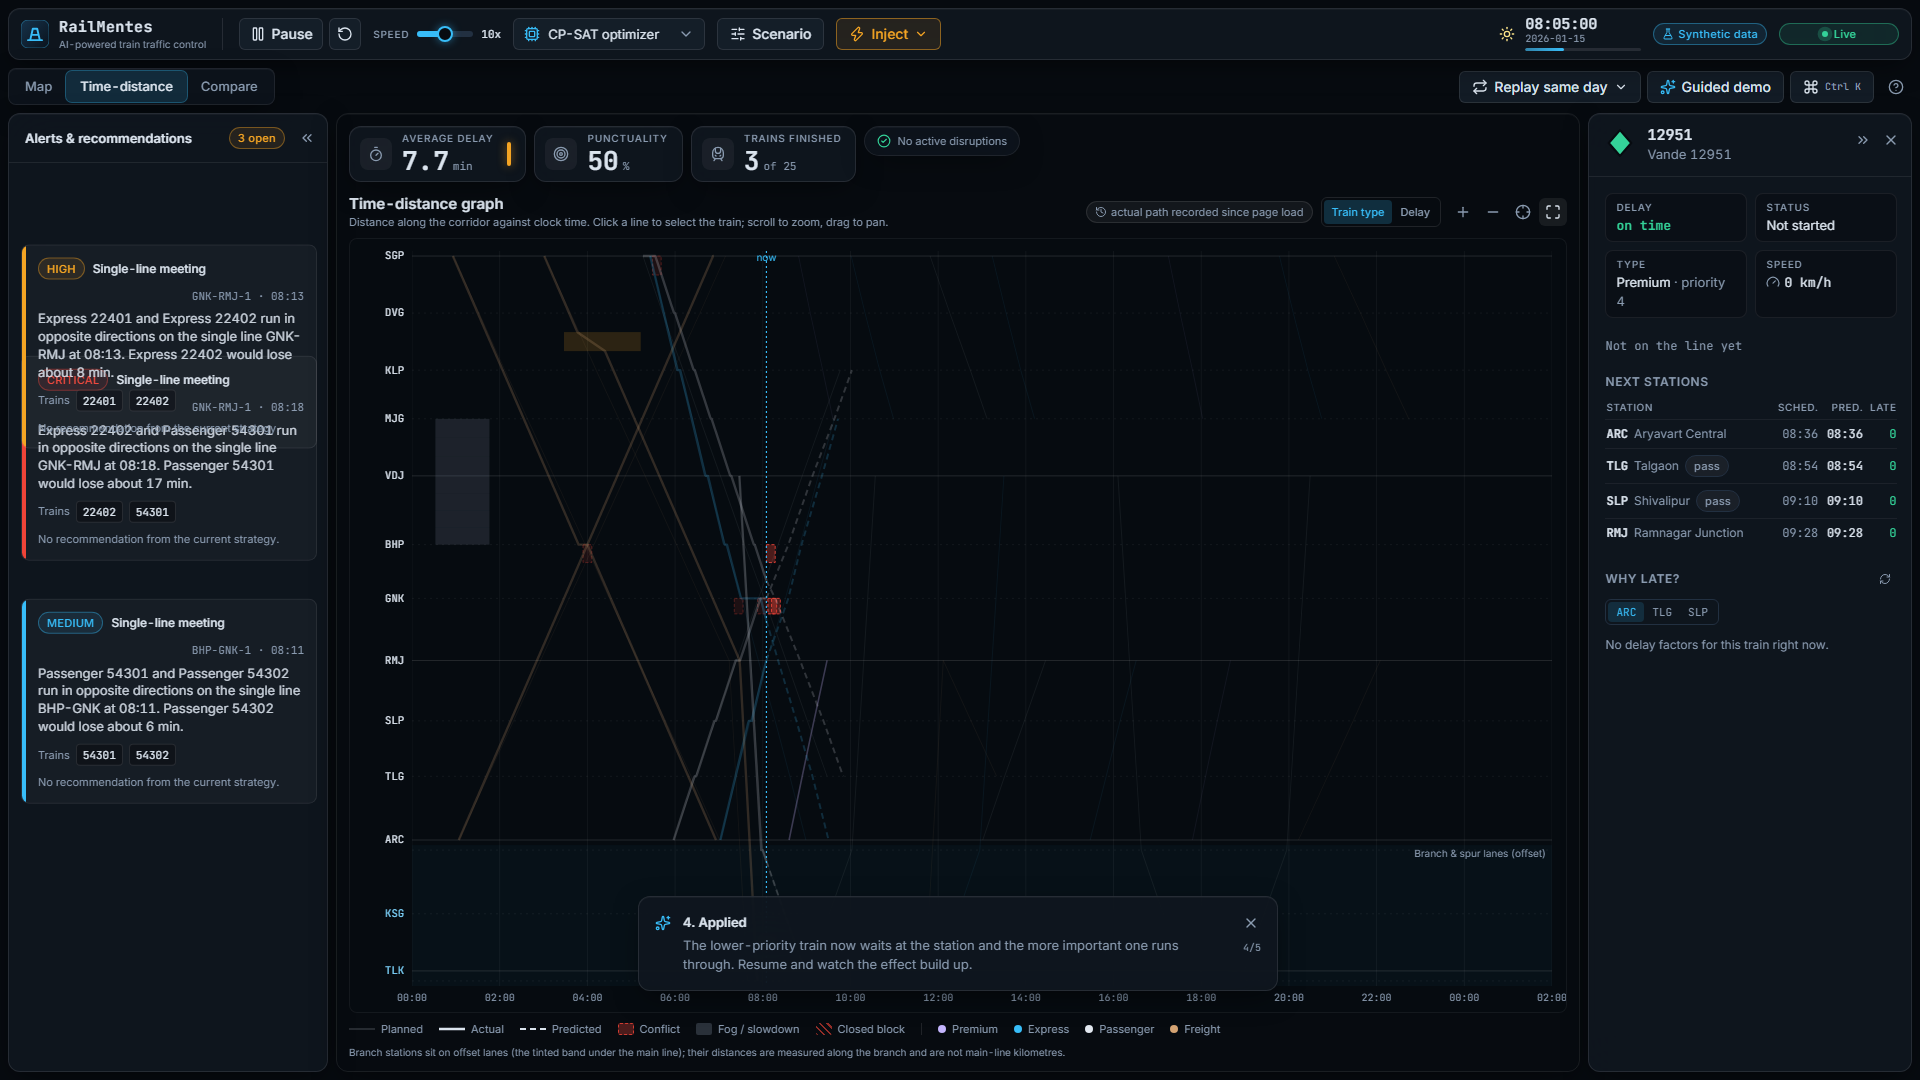 RailMentes
AI-powered train traffic control
Pause
SPEED
10x
CP-SAT optimizer
Scenario
Inject
08:05:00
2026-01-15
Synthetic data
Live
Map
Time-distance
Compare
Replay same day
Guided demo
Ctrl K
Alerts & recommendations
3 open
HIGH Single-line meeting
GNK-RMJ-1 · 08:13
Express 22401 and Express 22402 run in
opposite directions on the single line GNK-
RMJ at 08:13. Express 22402 would lose
about 8 min.
Trains 22401 22402
No recommendation from the current strategy.
CRITICAL Single-line meeting
GNK-RMJ-1 · 08:18
Express 22402 and Passenger 54301 run
in opposite directions on the single line
GNK-RMJ at 08:18. Passenger 54301
would lose about 17 min.
Trains 22402 54301
No recommendation from the current strategy.
MEDIUM Single-line meeting
BHP-GNK-1 · 08:11
Passenger 54301 and Passenger 54302
run in opposite directions on the single line
BHP-GNK at 08:11. Passenger 54302
would lose about 6 min.
Trains 54301 54302
No recommendation from the current strategy.
AVERAGE DELAY
7.7 min
PUNCTUALITY
50 %
TRAINS FINISHED
3 of 25
No active disruptions
Time-distance graph
Distance along the corridor against clock time. Click a line to select the train; scroll to zoom, drag to pan.
actual path recorded since page load
Train type
Delay
now
SGP
DVG
KLP
MJG
VDJ
BHP
GNK
RMJ
SLP
TLG
ARC
Branch & spur lanes (offset)
KSG
TLK
00:00 02:00 04:00 06:00 08:00 10:00 12:00 14:00 16:00 18:00 20:00 22:00 00:00 02:00
4. Applied
The lower-priority train now waits at the station and the more important one runs
through. Resume and watch the effect build up.
4/5
Planned Actual Predicted Conflict Fog / slowdown Closed block Premium Express Passenger Freight
Branch stations sit on offset lanes (the tinted band under the main line); their distances are measured along the branch and are not main-line kilometres.
12951
Vande 12951
DELAY
on time
STATUS
Not started
TYPE
Premium · priority
4
SPEED
0 km/h
Not on the line yet
NEXT STATIONS
STATION SCHED. PRED. LATE
ARC Aryavart Central 08:36 08:36 0
TLG Talgaon pass 08:54 08:54 0
SLP Shivalipur pass 09:10 09:10 0
RMJ Ramnagar Junction 09:28 09:28 0
WHY LATE?
ARC TLG SLP
No delay factors for this train right now.